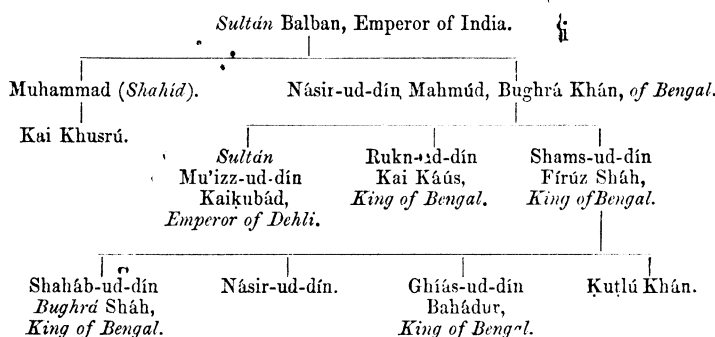 Sultán Balban, Emperor of India.
Muhammad (Shahíd).
Násir-ud-dín Mahmúd, Bughrá Khán, of Bengal.
Kai Khusrú.
Sultán
Mu'izz-ud-dín
Kaiḳubád,
Emperor of Dehli.
Rukn-ud-dín
Kai Káús,
King of Bengal.
Shams-ud-dín
Fírúz Sháh,
King of Bengal.
Shaháb-ud-dín
Bughrá Sháh,
King of Bengal.
Násir-ud-dín.
Ghíás-ud-dín
Bahádur,
King of Bengal.
Ḳutlú Khán.